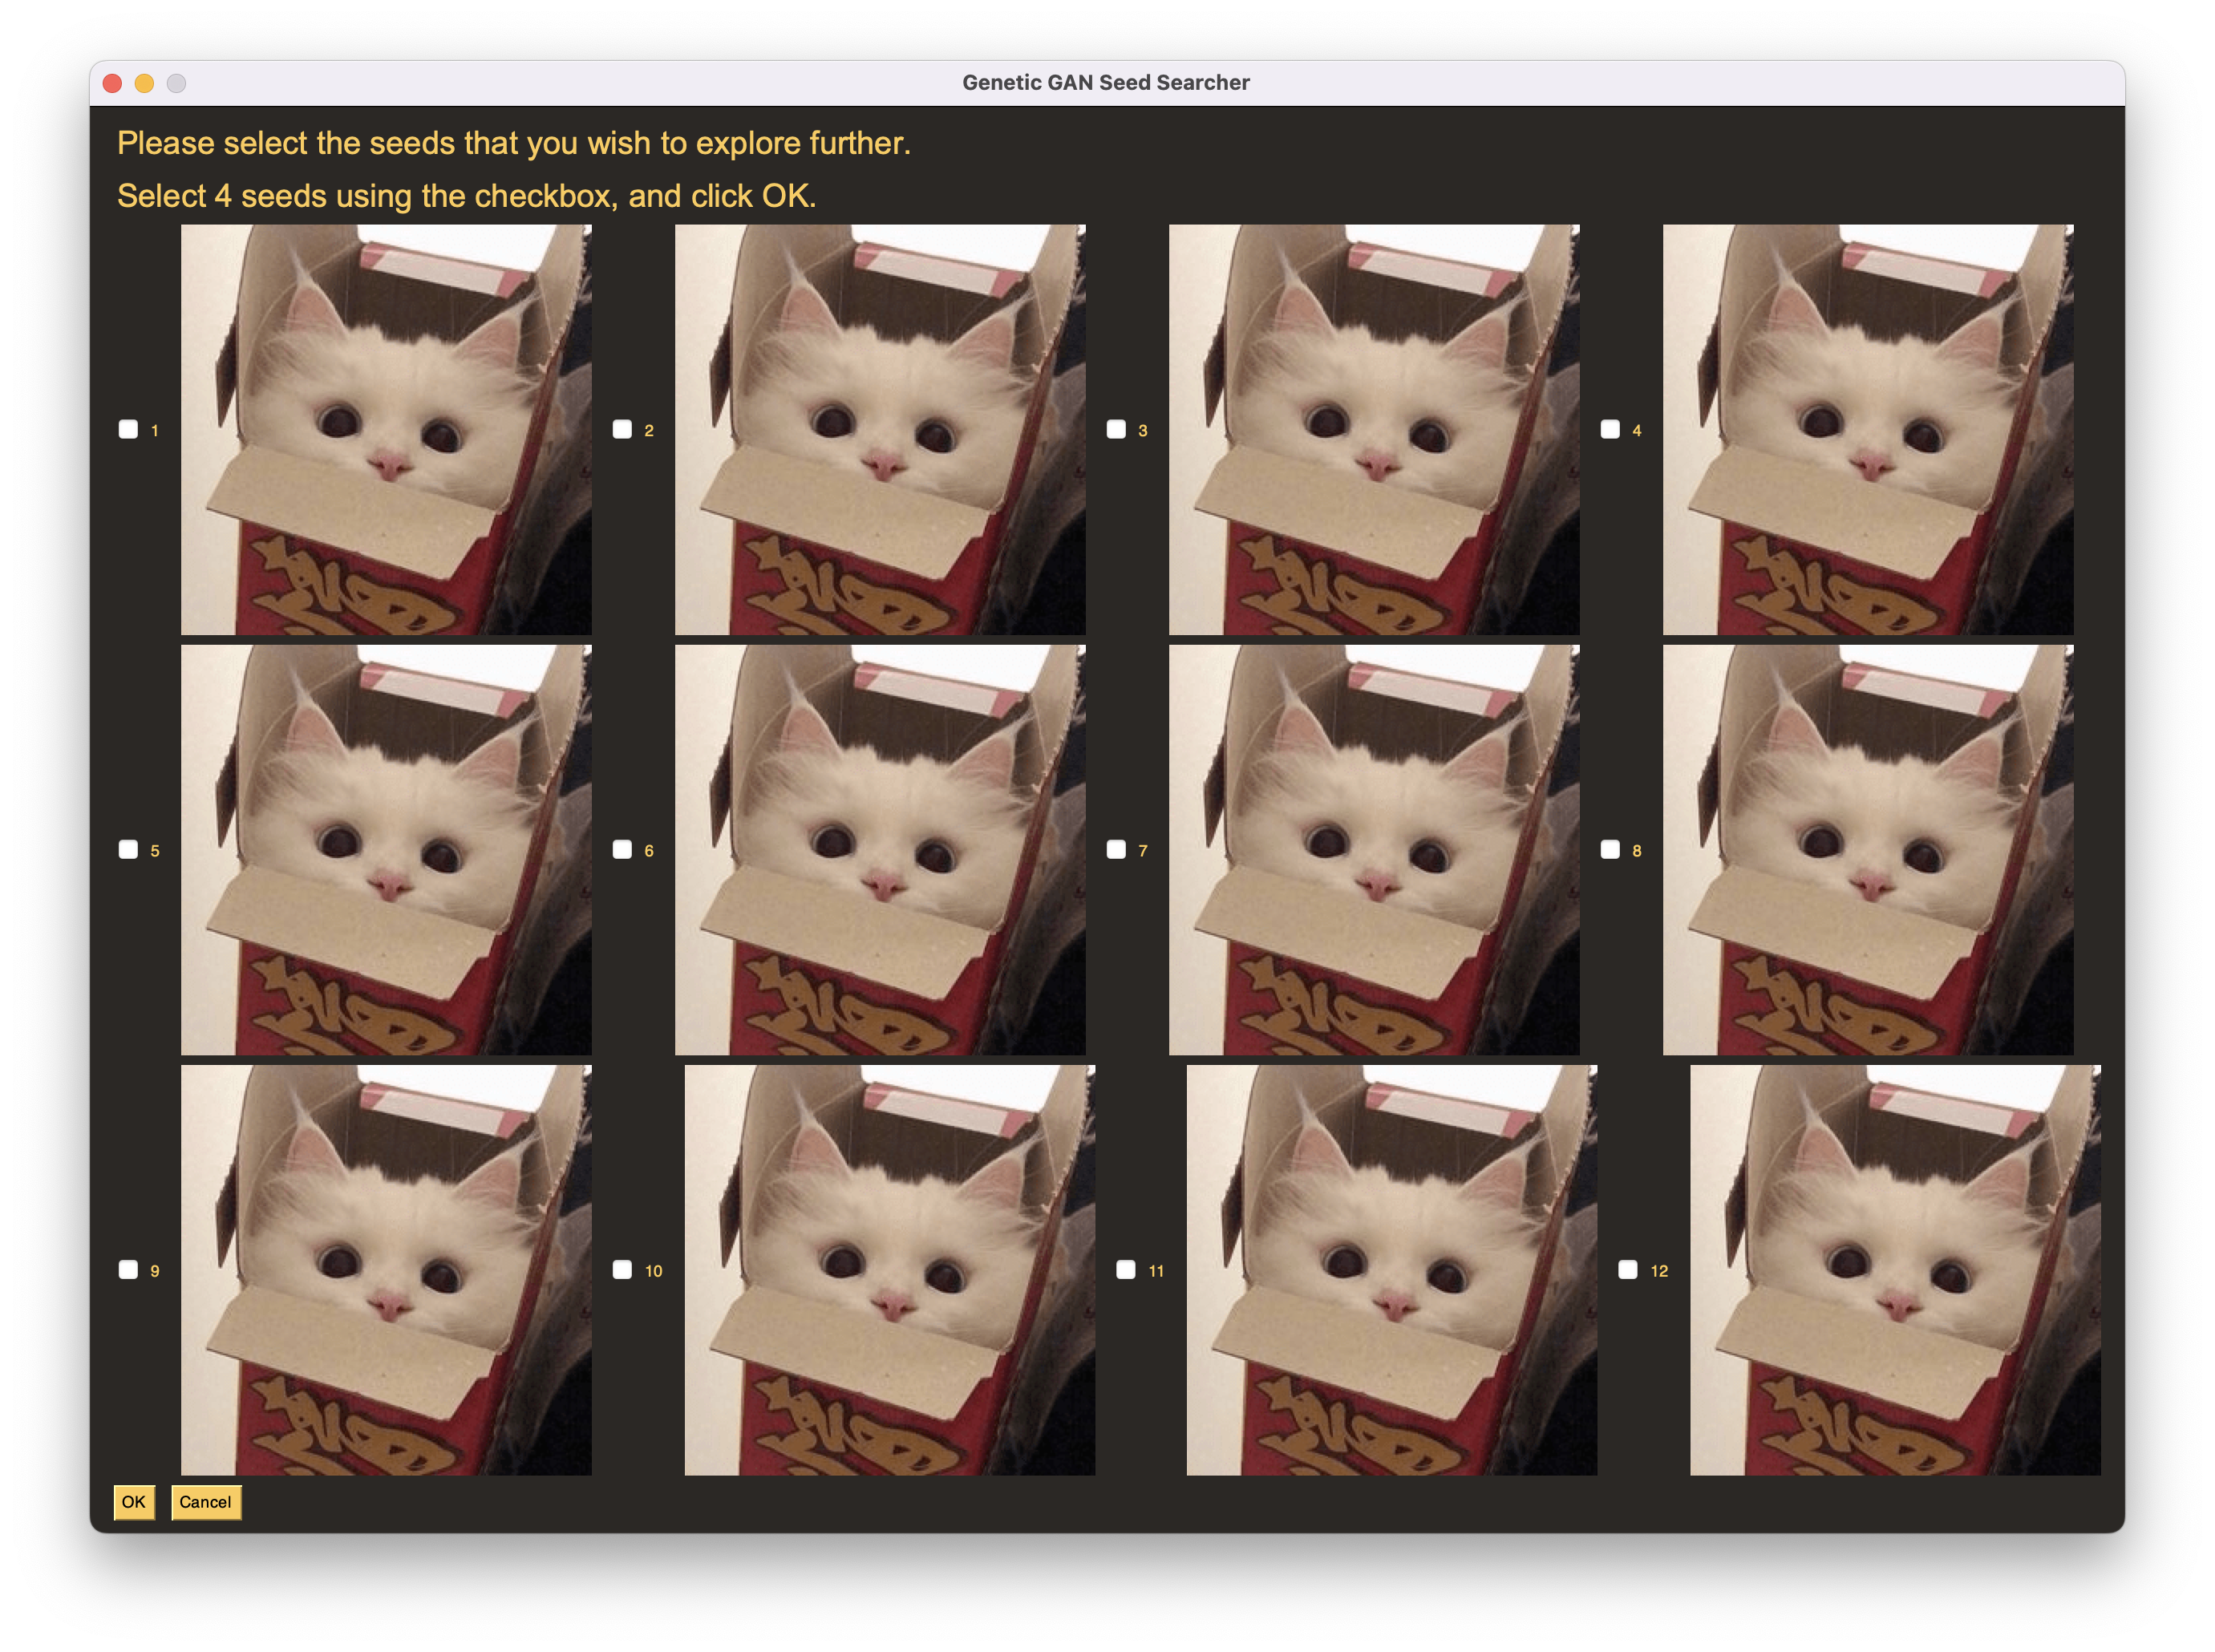 Genetic GAN Seed Searcher
Please select the seeds that you wish to explore further.
Select 4 seeds using the checkbox, and click OK.
1
2
3
4
5
6
7
8
9
10
11
12
OK
Cancel